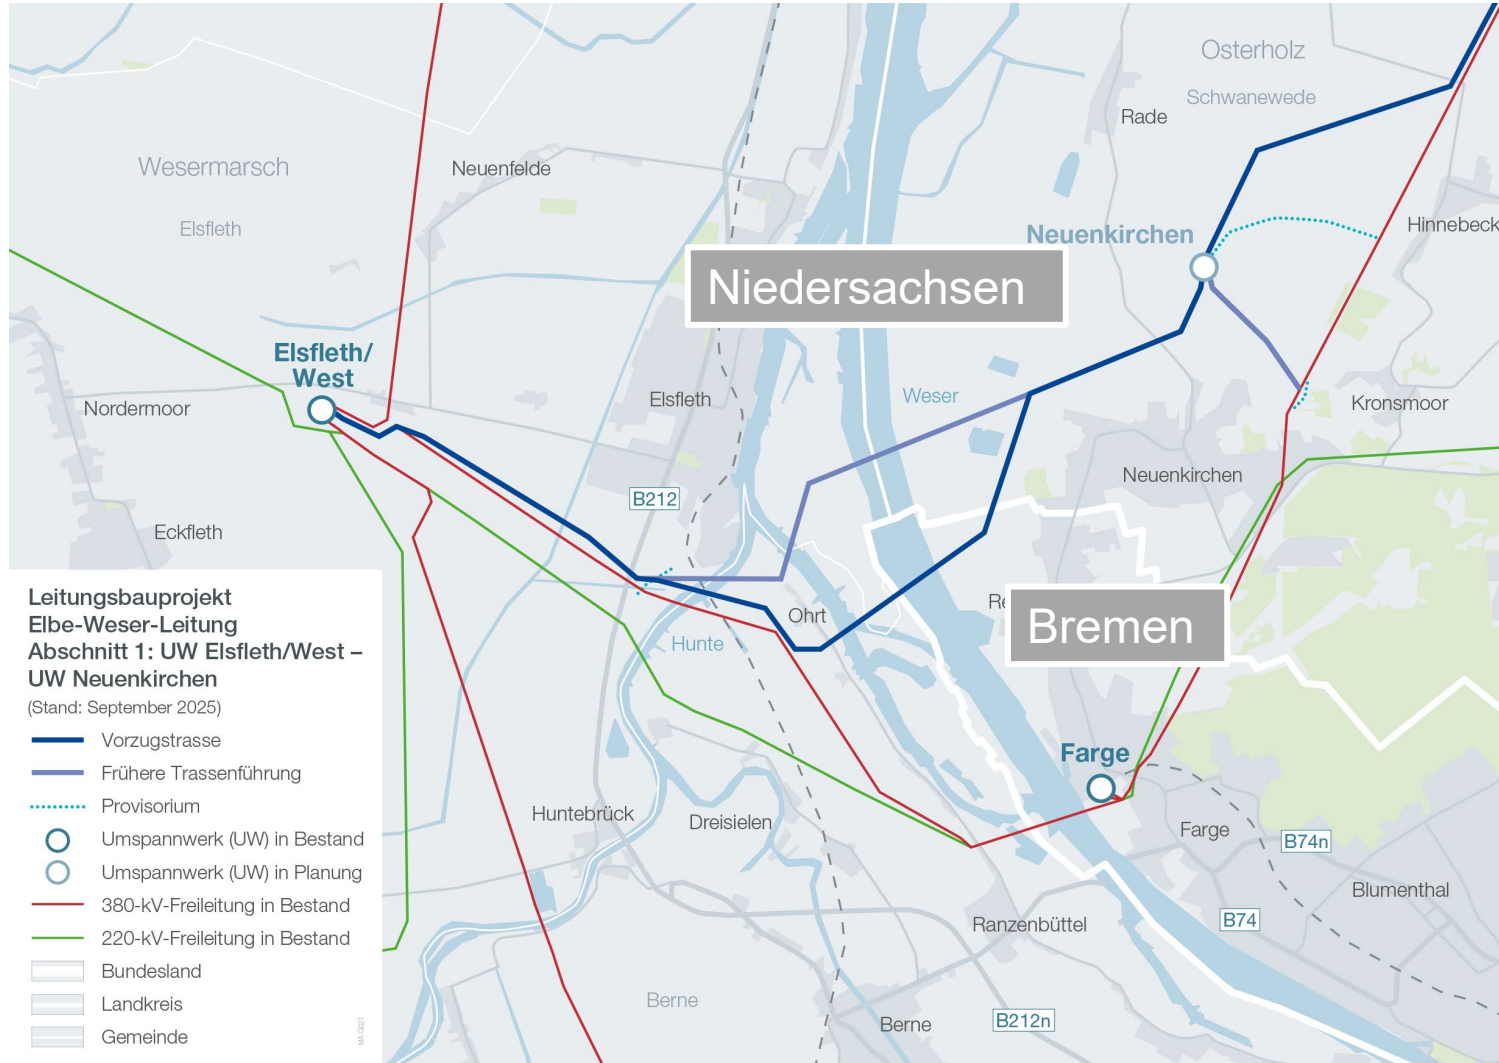 Osterholz
Schwanewede
Rade
Wesermarsch
Neuenfelde
Elsfleth
Hinnebeck
Neuenkirchen
Niedersachsen
Elsfleth/
West
Nordermoor
Elsfleth
Weser
Kronsmoor
Neuenkirchen
B212
Eckfleth
Re
Ohrt
Bremen
Hunte
Farge
Huntebrück
Dreisielen
Farge
B74n
Blumenthal
Ranzenbüttel
B74
Berne
Berne
B212n
Leitungsbauprojekt
Elbe-Weser-Leitung
Abschnitt 1: UW Elsfleth/West –
UW Neuenkirchen
(Stand: September 2025)
Vorzugstrasse
Frühere Trassenführung
Provisorium
Umspannwerk (UW) in Bestand
Umspannwerk (UW) in Planung
380-kV-Freileitung in Bestand
220-kV-Freileitung in Bestand
Bundesland
Landkreis
Gemeinde